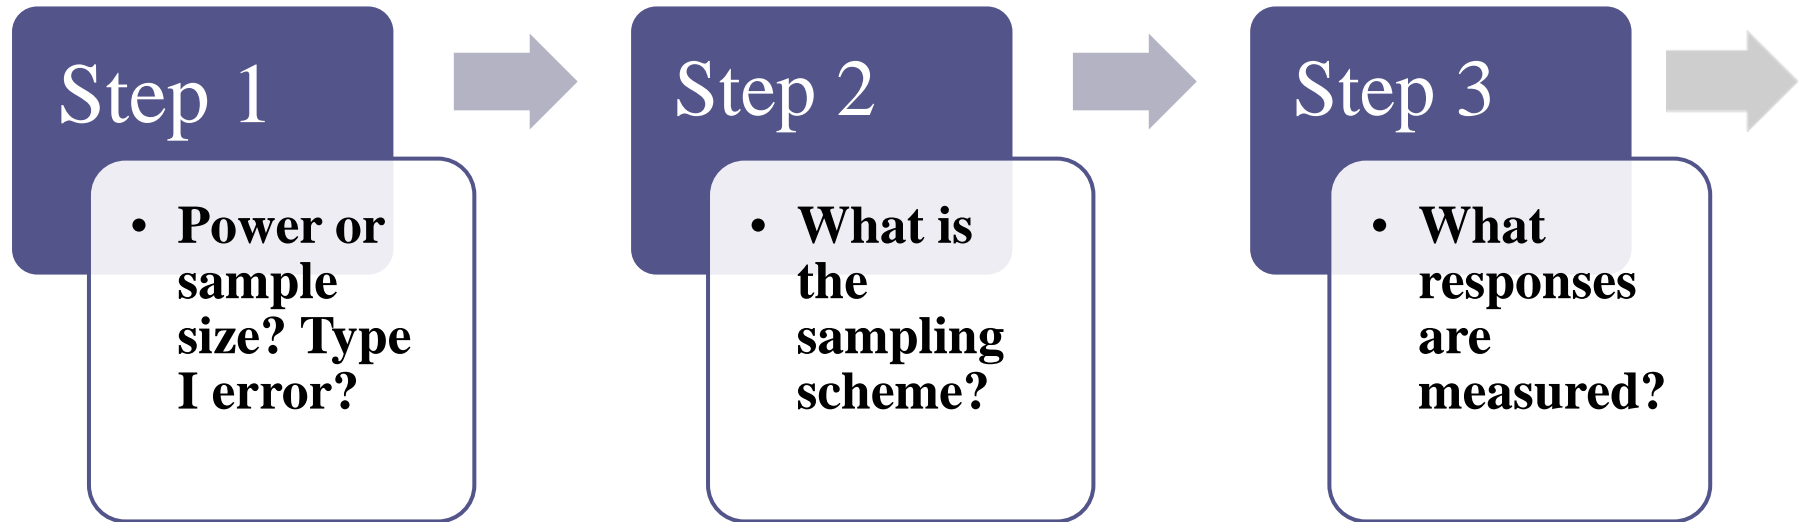 Step 1
• Power or
sample
size? Type
I error?
Step 2
• What is
the
sampling
scheme?
Step 3
• What
responses
are
measured?